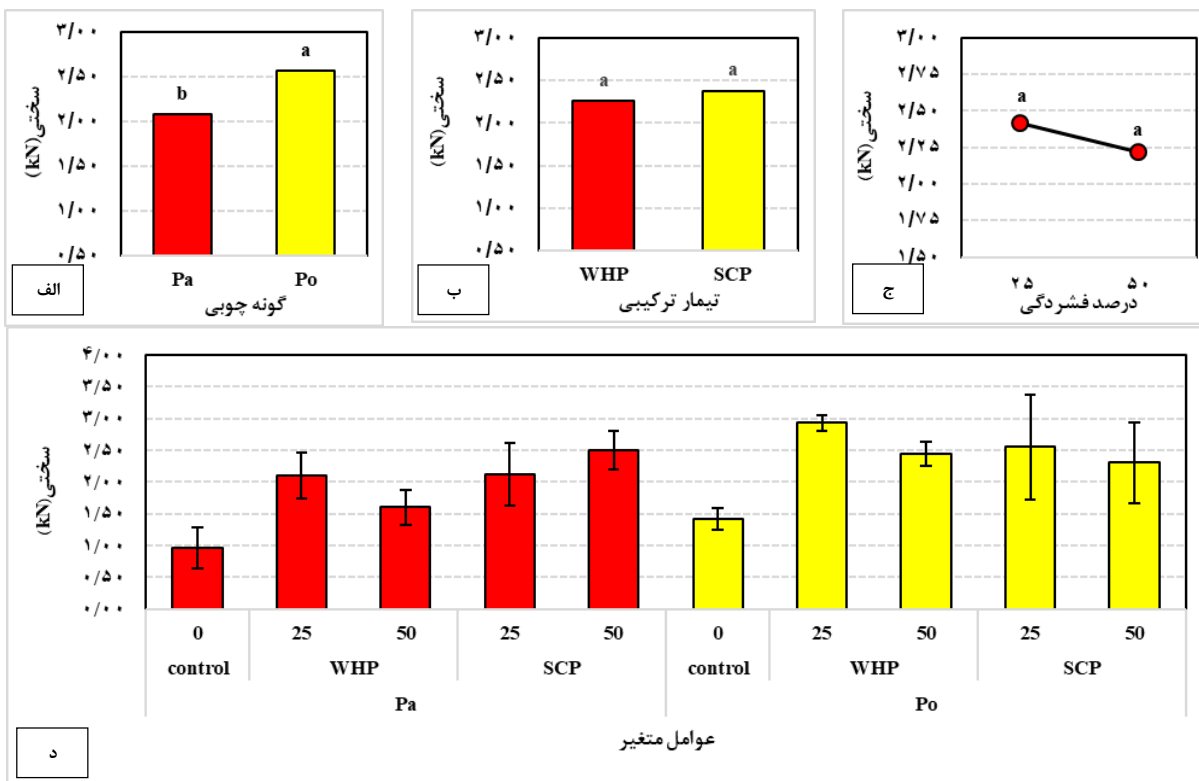 سختی(kN)
۳/۰۰
۲/۵۰
۲/۰۰
۱/۵۰
۱/۰۰
۰/۵۰
b
a
Pa Po
گونه چوبی
الف
سختی(kN)
۳/۰۰
۲/۵۰
۲/۰۰
۱/۵۰
۱/۰۰
۰/۵۰
a a
WHP SCP
تیمار ترکیبی
ب
سختی(kN)
۳/۰۰
۲/۷۵
۲/۵۰
۲/۲۵
۲/۰۰
۱/۷۵
۱/۵۰
a
a
۲۵ ۵۰
درصد فشردگی
ج
سختی(kN)
۴/۰۰
۳/۵۰
۳/۰۰
۲/۵۰
۲/۰۰
۱/۵۰
۱/۰۰
۰/۵۰
۰/۰۰
0 25 50 25 50 0 25 50 25 50
control WHP SCP control WHP SCP
Pa Po
عوامل متغیر
د